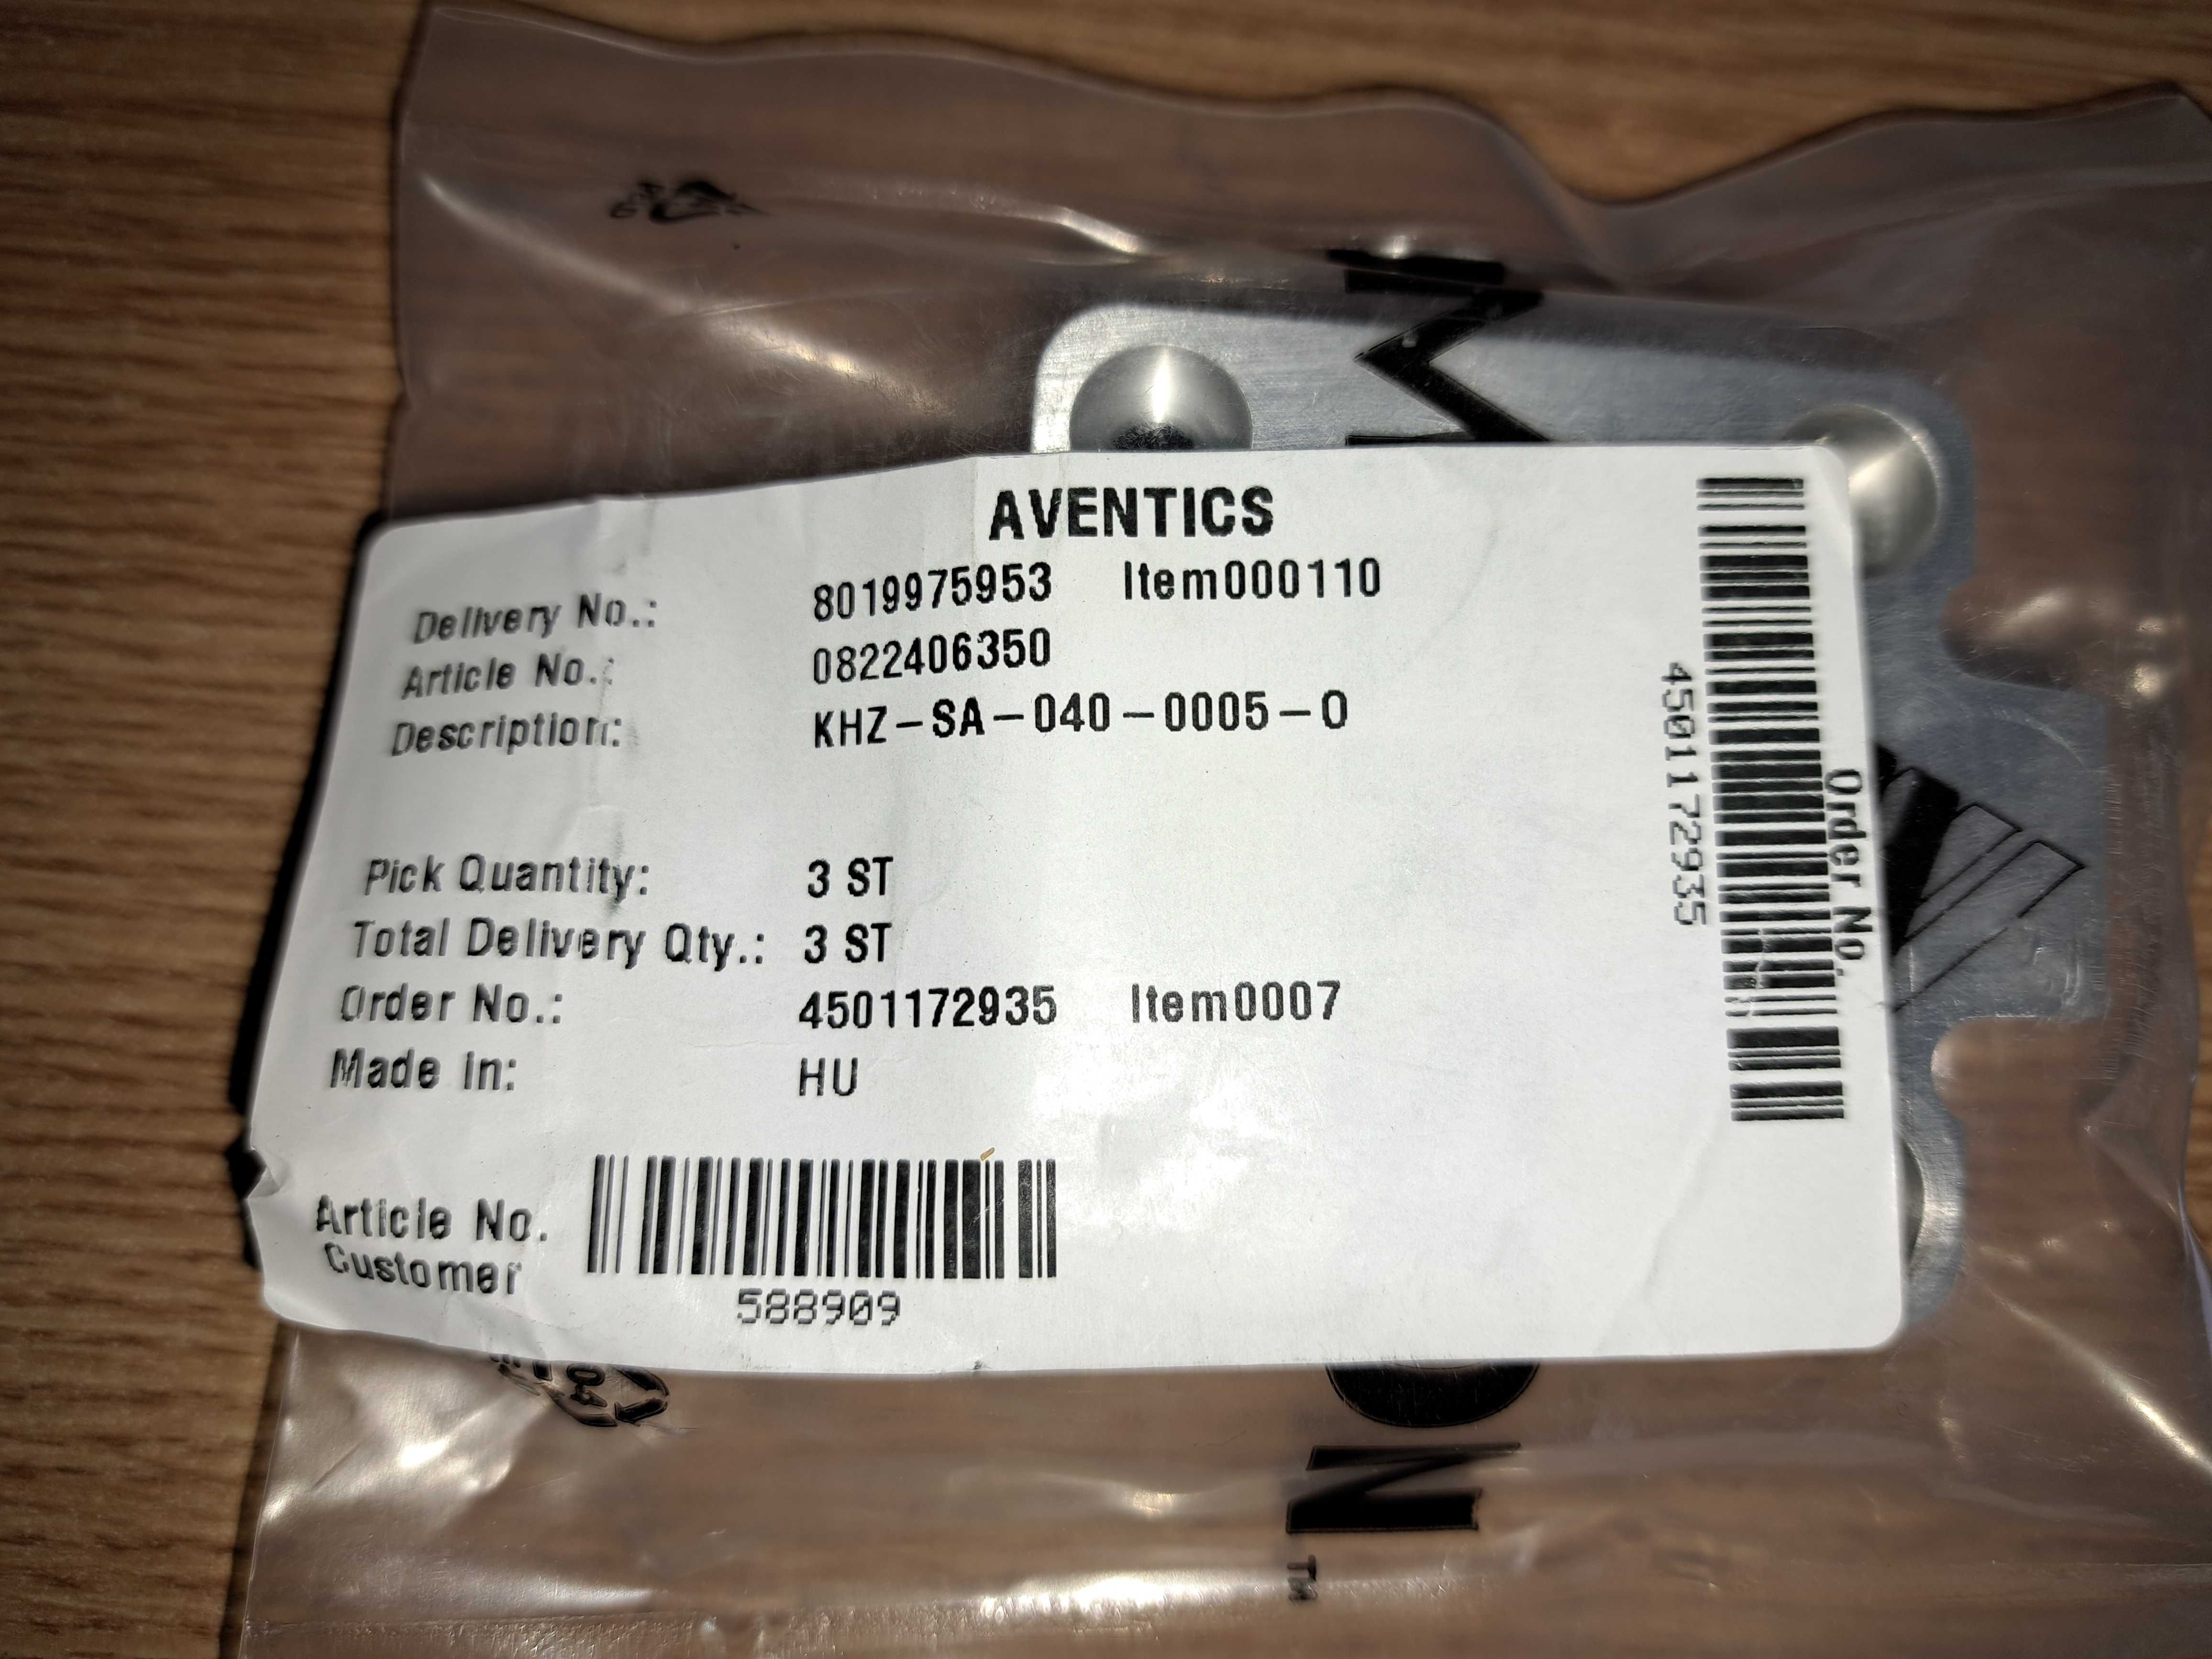 AVENTICS
Delivery No.: 8019975953 Item000110
Article No.: 0822406350
Description: KHZ-SA-040-0005-O
Pick Quantity: 3 ST
Total Delivery Qty.: 3 ST
Order No.: 4501172935 Item0007
Made in: HU
Article No.
Customer
588909
Order No.
4501172935
04
TM